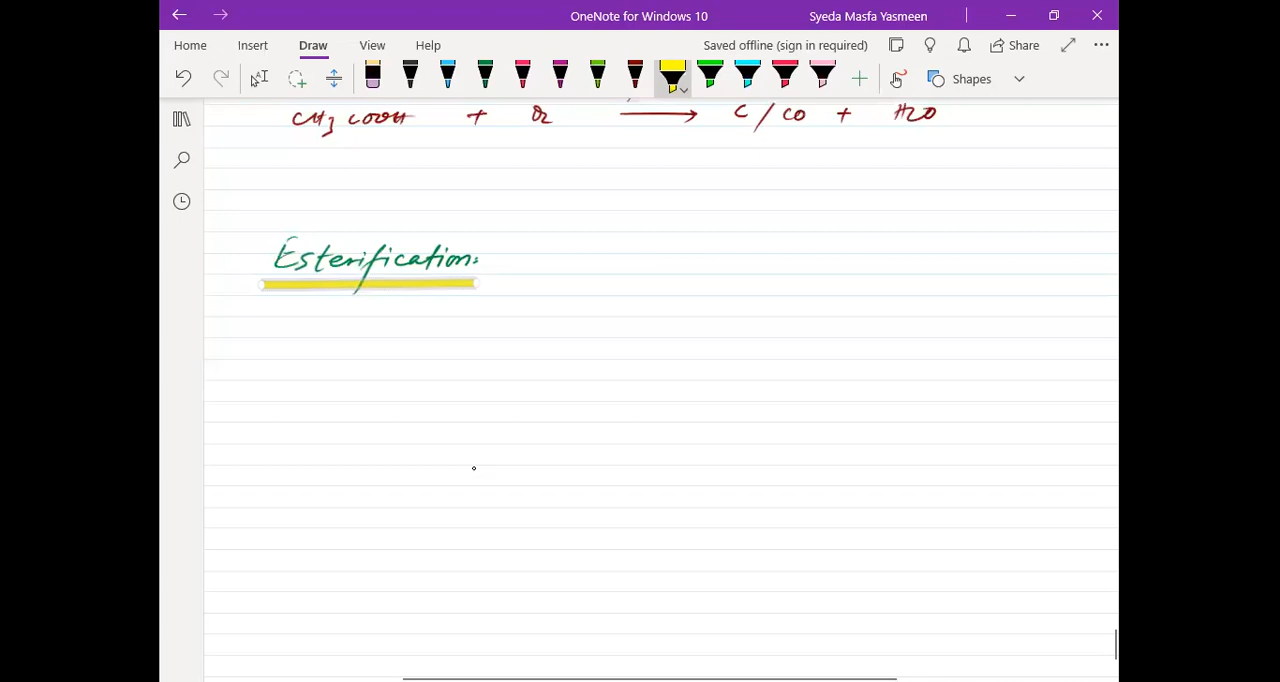 OneNote for Windows 10
Syeda Masfa Yasmeen
Home Insert Draw View Help
Saved offline (sign in required)
Share
Shapes
CH3 COOH + O2 ⟶ C / CO + H2O
Esterification: